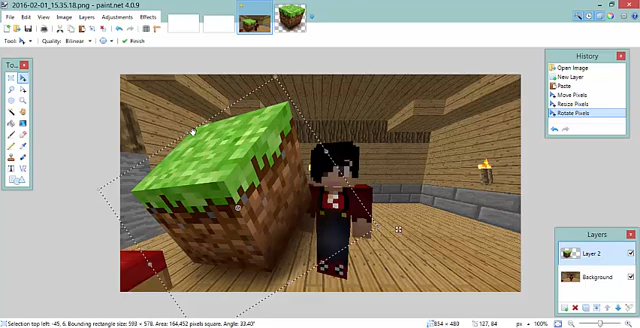 2016-02-01_15.35.18.png - paint.net 4.0.9
File Edit View Image Layers Adjustments Effects
Tool: Quality: Bilinear Finish
To...
History
Open Image
New Layer
Paste
Move Pixels
Resize Pixels
Rotate Pixels
Layers
Layer 2
Background
Selection top left: -45, 6. Bounding rectangle size: 593 × 578. Area: 164,452 pixels square. Angle: 33.40° 854 × 480 127, 84 px 100%